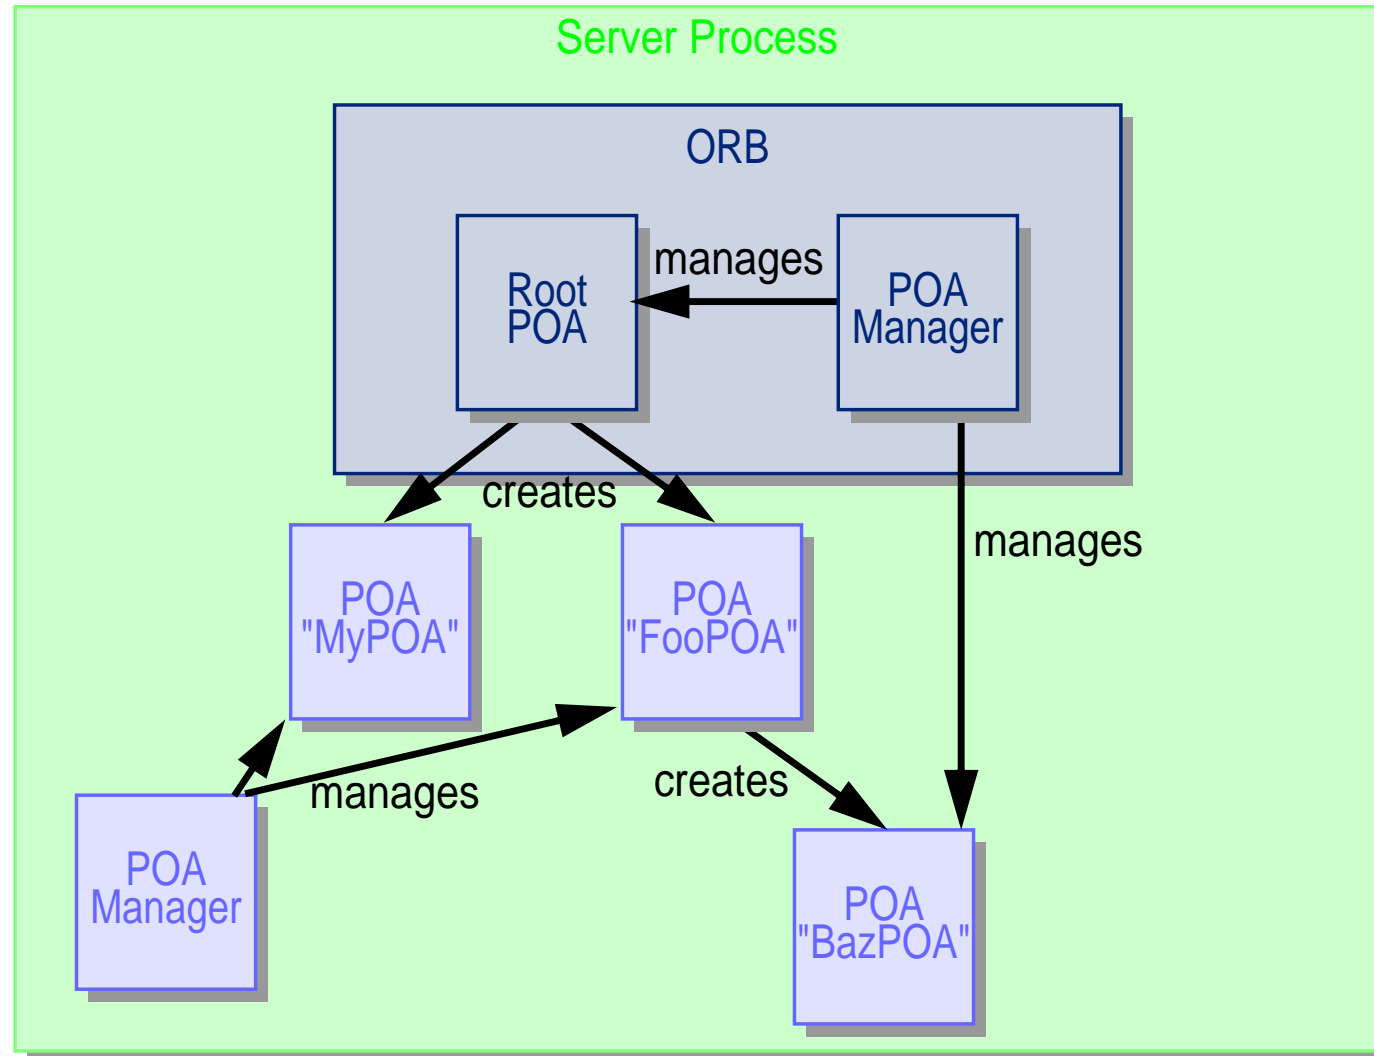 Server Process
ORB
manages
Root
POA
POA
Manager
creates
manages
POA
"MyPOA"
POA
"FooPOA"
manages
creates
POA
Manager
POA
"BazPOA"